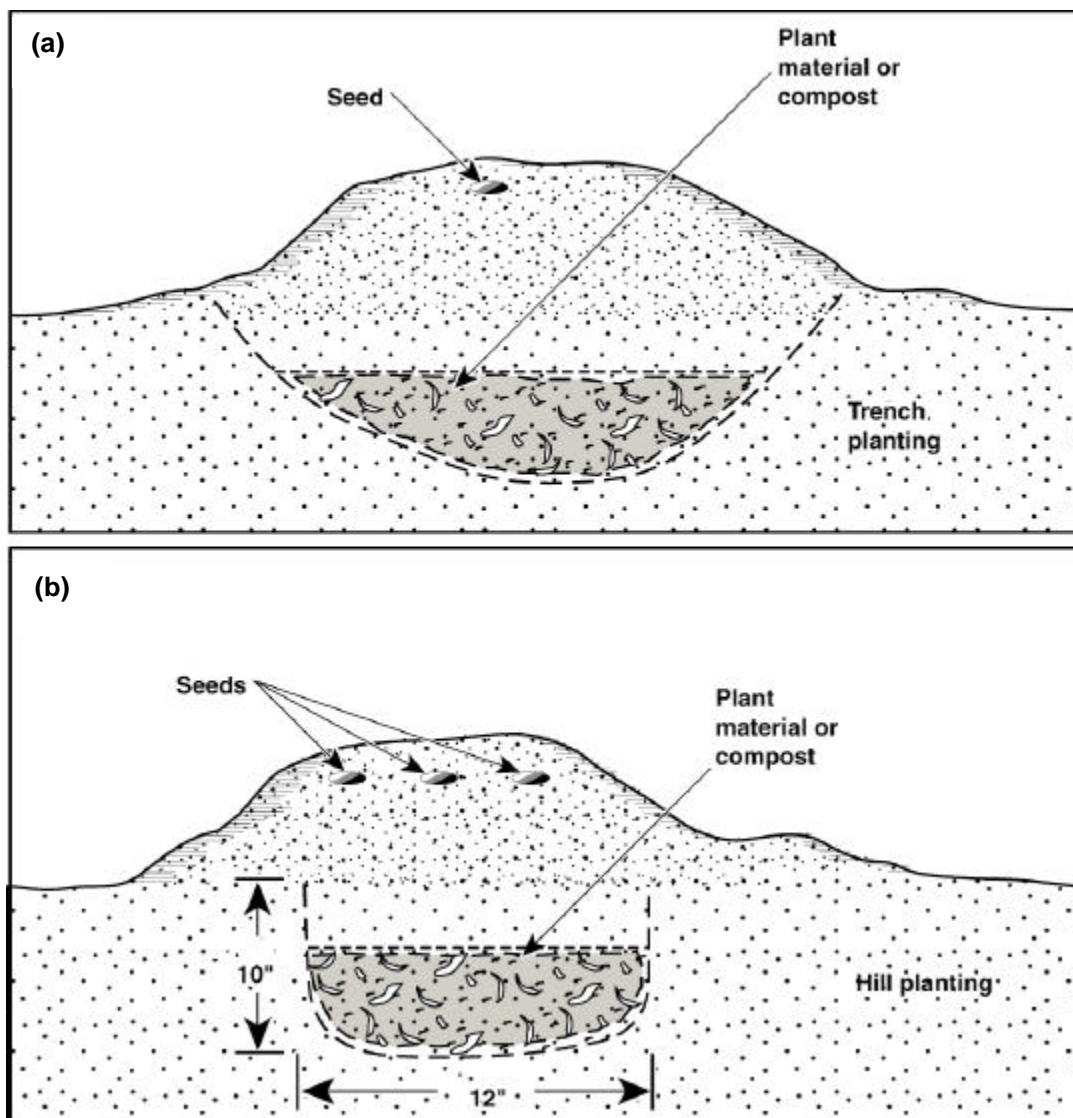 (a)
Plant
material or
compost
Seed
Trench.
planting
(b)
Seeds
Plant
material or
compost
10"
Hill planting
12"